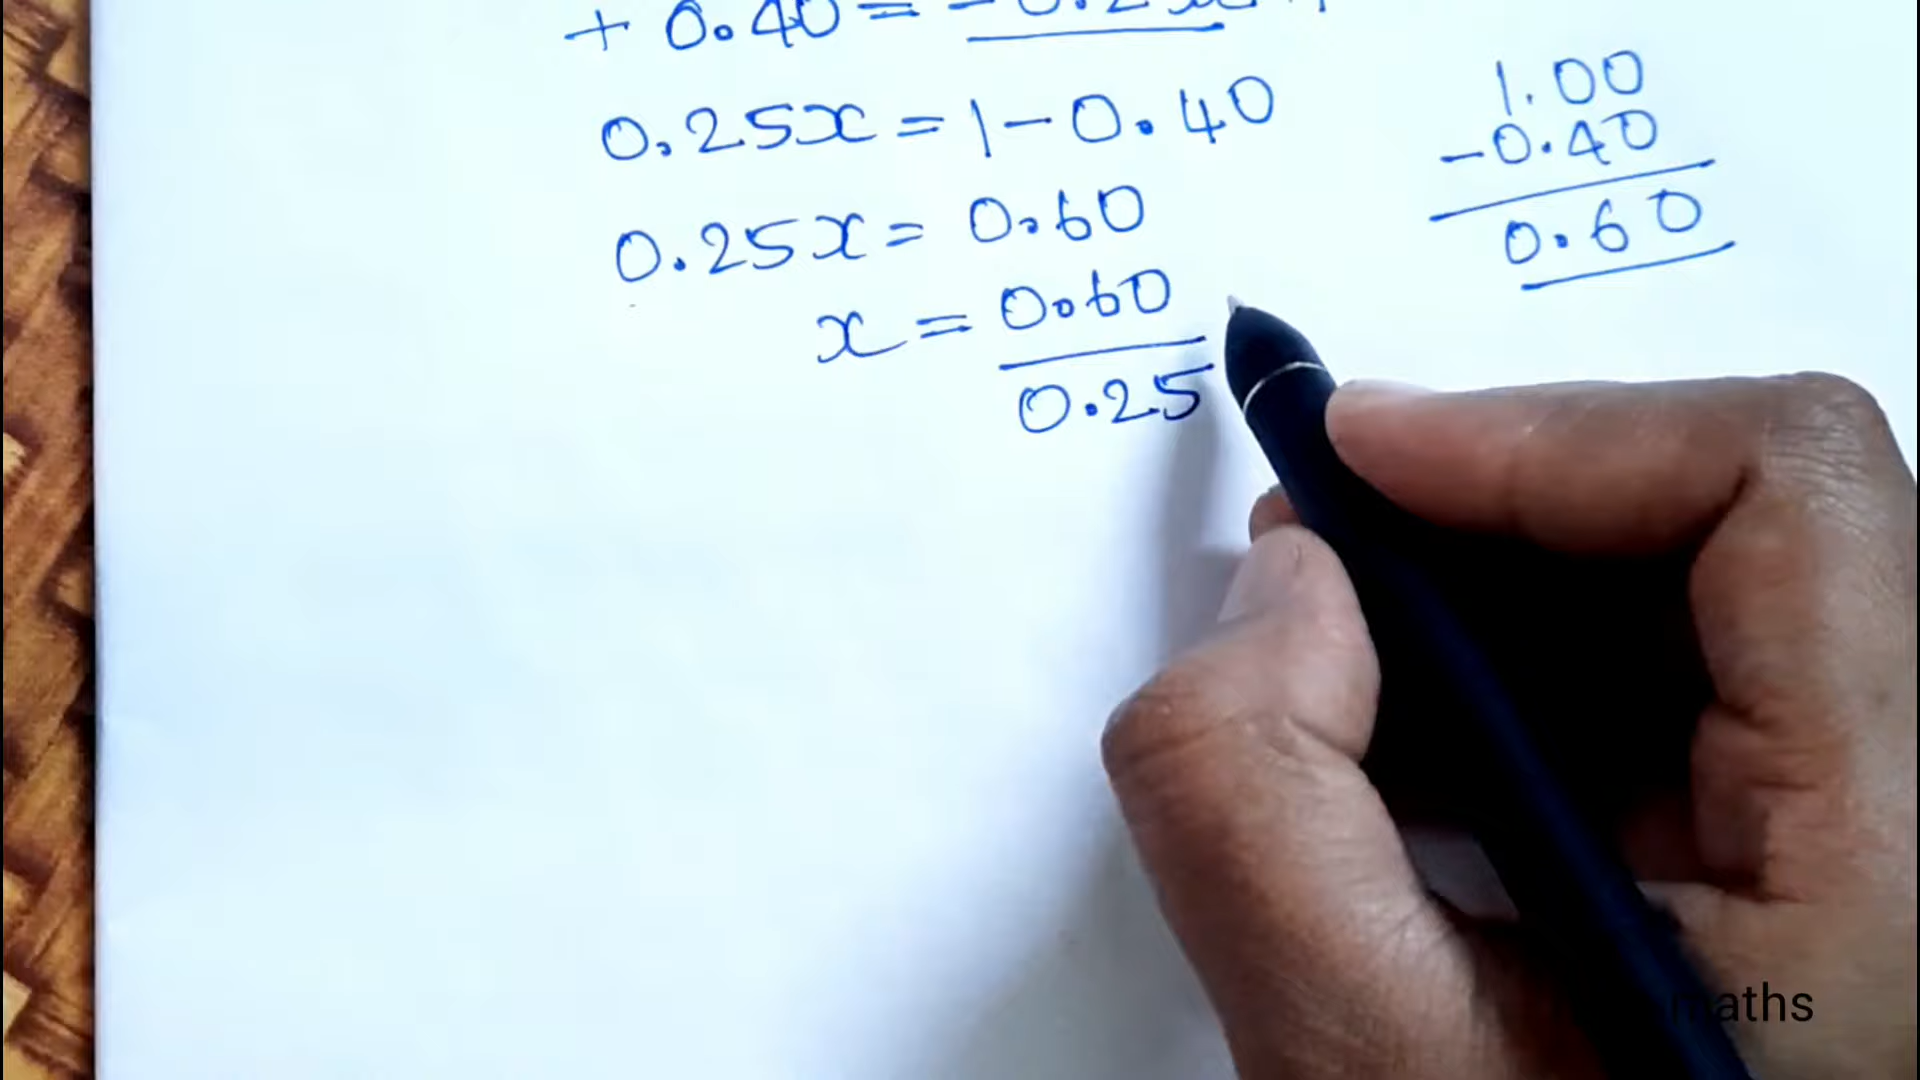 + 0.40 =
0.25x = 1 - 0.40
0.25x = 0.60
x = 0.60
0.25
1.00
-0.40
0.60
maths